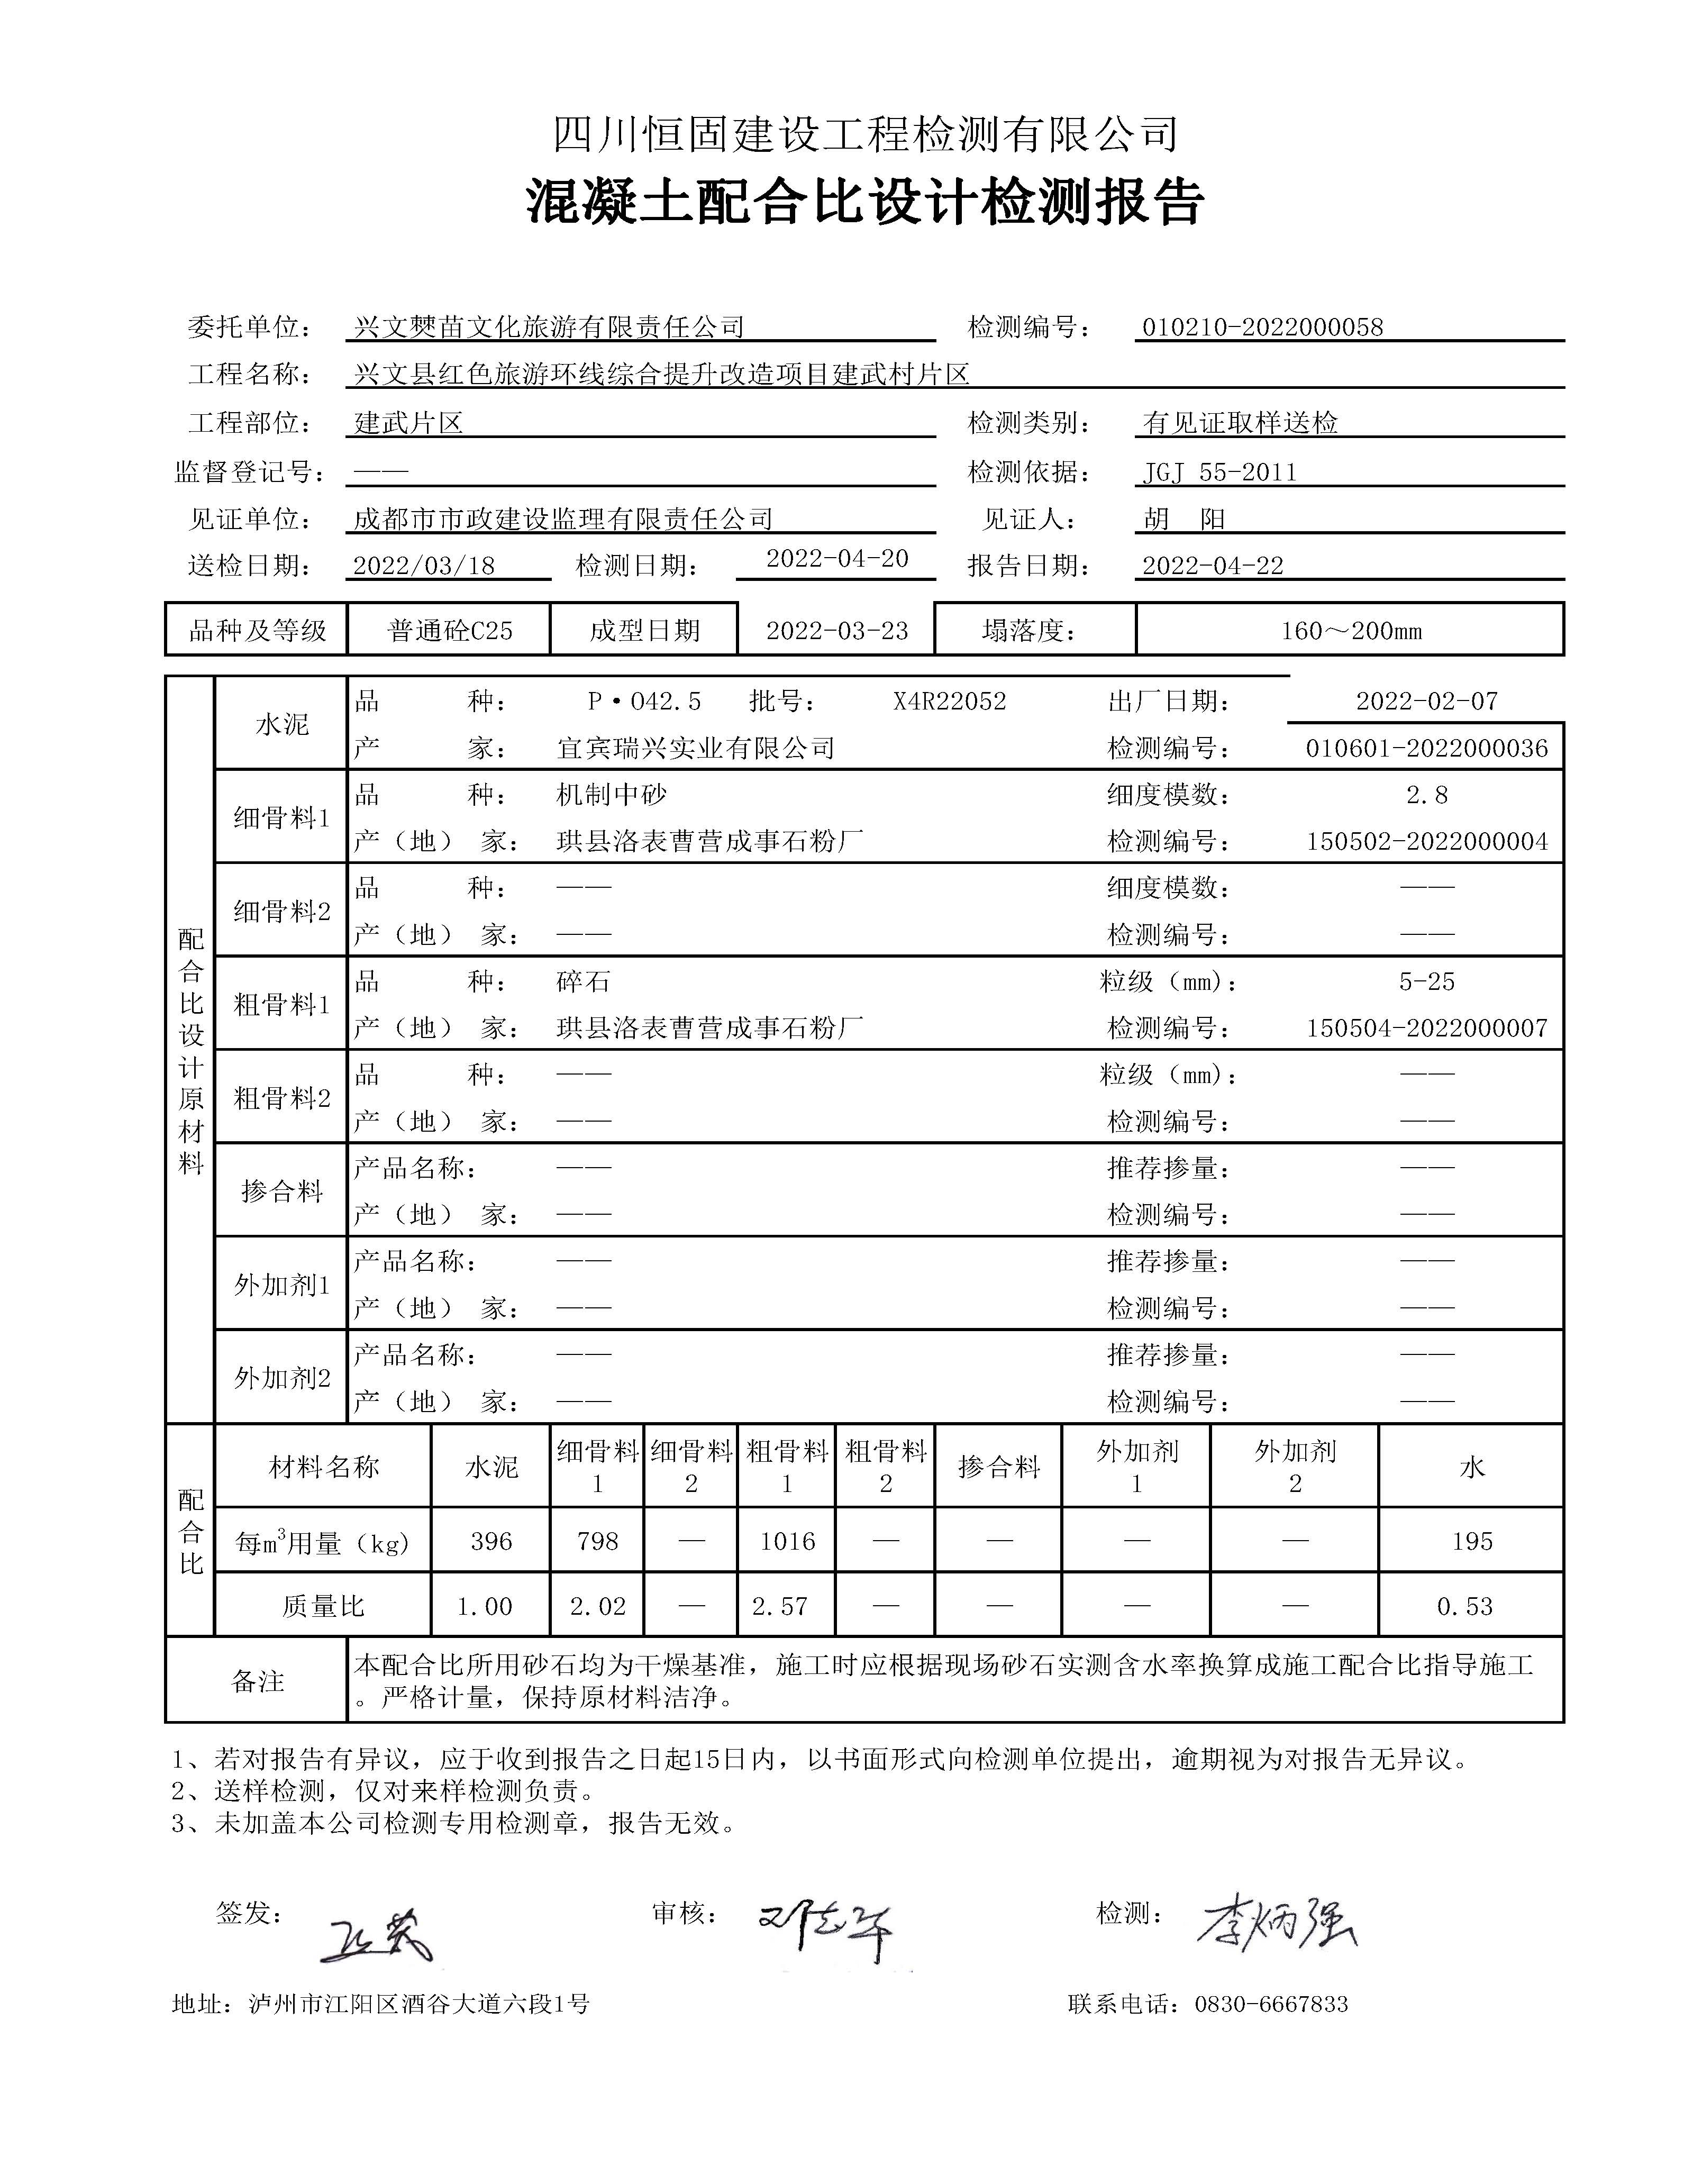 四川恒固建设工程检测有限公司
混凝土配合比设计检测报告
委托单位： 兴文僰苗文化旅游有限责任公司 检测编号： 010210-2022000058
工程名称： 兴文县红色旅游环线综合提升改造项目建武村片区
工程部位： 建武片区 检测类别： 有见证取样送检
监督登记号： —— 检测依据： JGJ 55-2011
见证单位： 成都市市政建设监理有限责任公司 见证人： 胡 阳
送检日期： 2022/03/18 检测日期： 2022-04-20 报告日期： 2022-04-22
品种及等级 普通砼C25 成型日期 2022-03-23 塌落度： 160～200mm
配合比设计原材料
水泥
品 种： P·O42.5 批号： X4R22052 出厂日期： 2022-02-07
产 家： 宜宾瑞兴实业有限公司 检测编号： 010601-2022000036
细骨料1
品 种： 机制中砂 细度模数： 2.8
产（地） 家： 珙县洛表曹营成事石粉厂 检测编号： 150502-2022000004
细骨料2
品 种： —— 细度模数： ——
产（地） 家： —— 检测编号： ——
粗骨料1
品 种： 碎石 粒级（mm)： 5-25
产（地） 家： 珙县洛表曹营成事石粉厂 检测编号： 150504-2022000007
粗骨料2
品 种： —— 粒级（mm)： ——
产（地） 家： —— 检测编号： ——
掺合料
产品名称： —— 推荐掺量： ——
产（地） 家： —— 检测编号： ——
外加剂1
产品名称： —— 推荐掺量： ——
产（地） 家： —— 检测编号： ——
外加剂2
产品名称： —— 推荐掺量： ——
产（地） 家： —— 检测编号： ——
配合比
材料名称 水泥 细骨料1 细骨料2 粗骨料1 粗骨料2 掺合料 外加剂1 外加剂2 水
每m³用量（kg） 396 798 — 1016 — — — — 195
质量比 1.00 2.02 — 2.57 — — — — 0.53
备注
本配合比所用砂石均为干燥基准，施工时应根据现场砂石实测含水率换算成施工配合比指导施工
。严格计量，保持原材料洁净。
1、若对报告有异议，应于收到报告之日起15日内，以书面形式向检测单位提出，逾期视为对报告无异议。
2、送样检测，仅对来样检测负责。
3、未加盖本公司检测专用检测章，报告无效。
签发： 审核： 检测： 李炳强
地址：泸州市江阳区酒谷大道六段1号 联系电话：0830-6667833